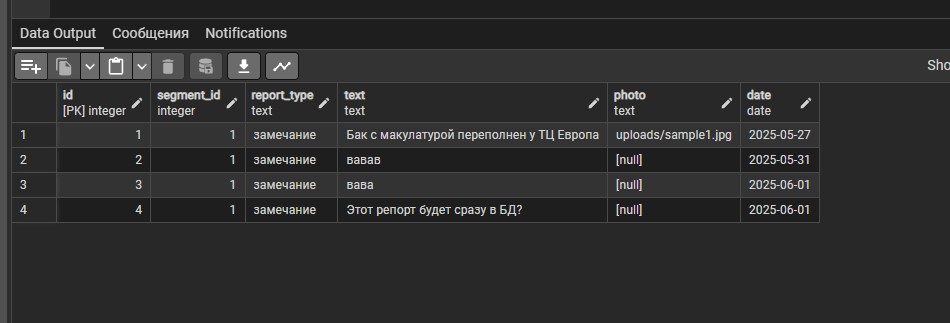 Data Output Сообщения Notifications
Sho
id segment_id report_type text photo date
[PK] integer integer text text text date
1 1 1 замечание Бак с макулатурой переполнен у ТЦ Европа uploads/sample1.jpg 2025-05-27
2 2 1 замечание вавав [null] 2025-05-31
3 3 1 замечание вава [null] 2025-06-01
4 4 1 замечание Этот репорт будет сразу в БД? [null] 2025-06-01